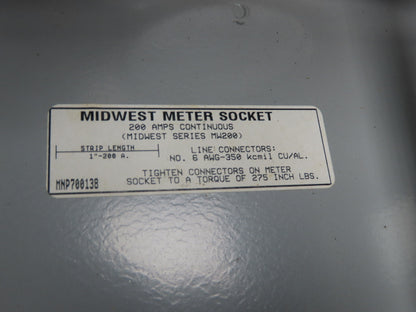 MIDWEST METER SOCKET
200 AMPS CONTINUOUS
(MIDWEST SERIES MW200)
STRIP LENGTH
1"-200 A.
LINE CONNECTORS:
NO. 6 AWG-350 kcmil CU/AL.
TIGHTEN CONNECTORS ON METER
SOCKET TO A TORQUE OF 275 INCH LBS.
MNP70013B